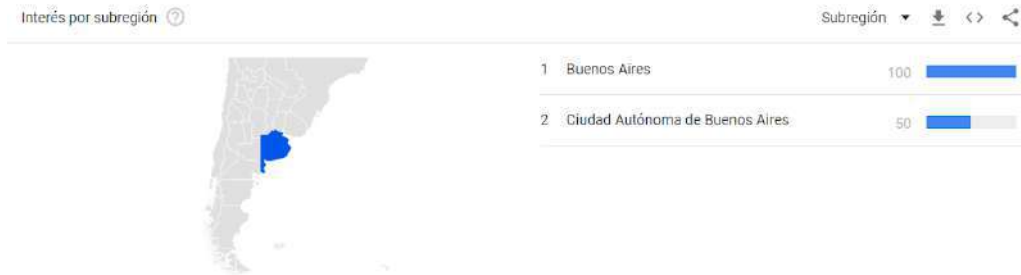 Interés por subregión
Subregión
1 Buenos Aires 100
2 Ciudad Autónoma de Buenos Aires 50